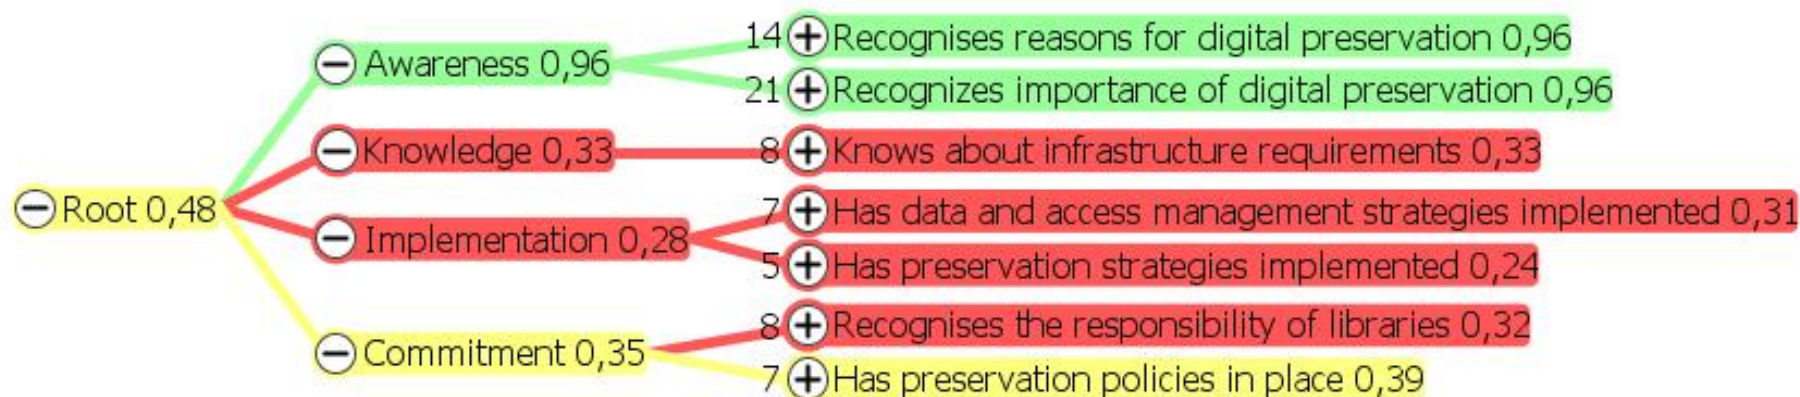 14 Recognises reasons for digital preservation 0,96
Awareness 0,96
21 Recognizes importance of digital preservation 0,96
Knowledge 0,33
8 Knows about infrastructure requirements 0,33
Root 0,48
7 Has data and access management strategies implemented 0,31
Implementation 0,28
5 Has preservation strategies implemented 0,24
8 Recognises the responsibility of libraries 0,32
Commitment 0,35
7 Has preservation policies in place 0,39